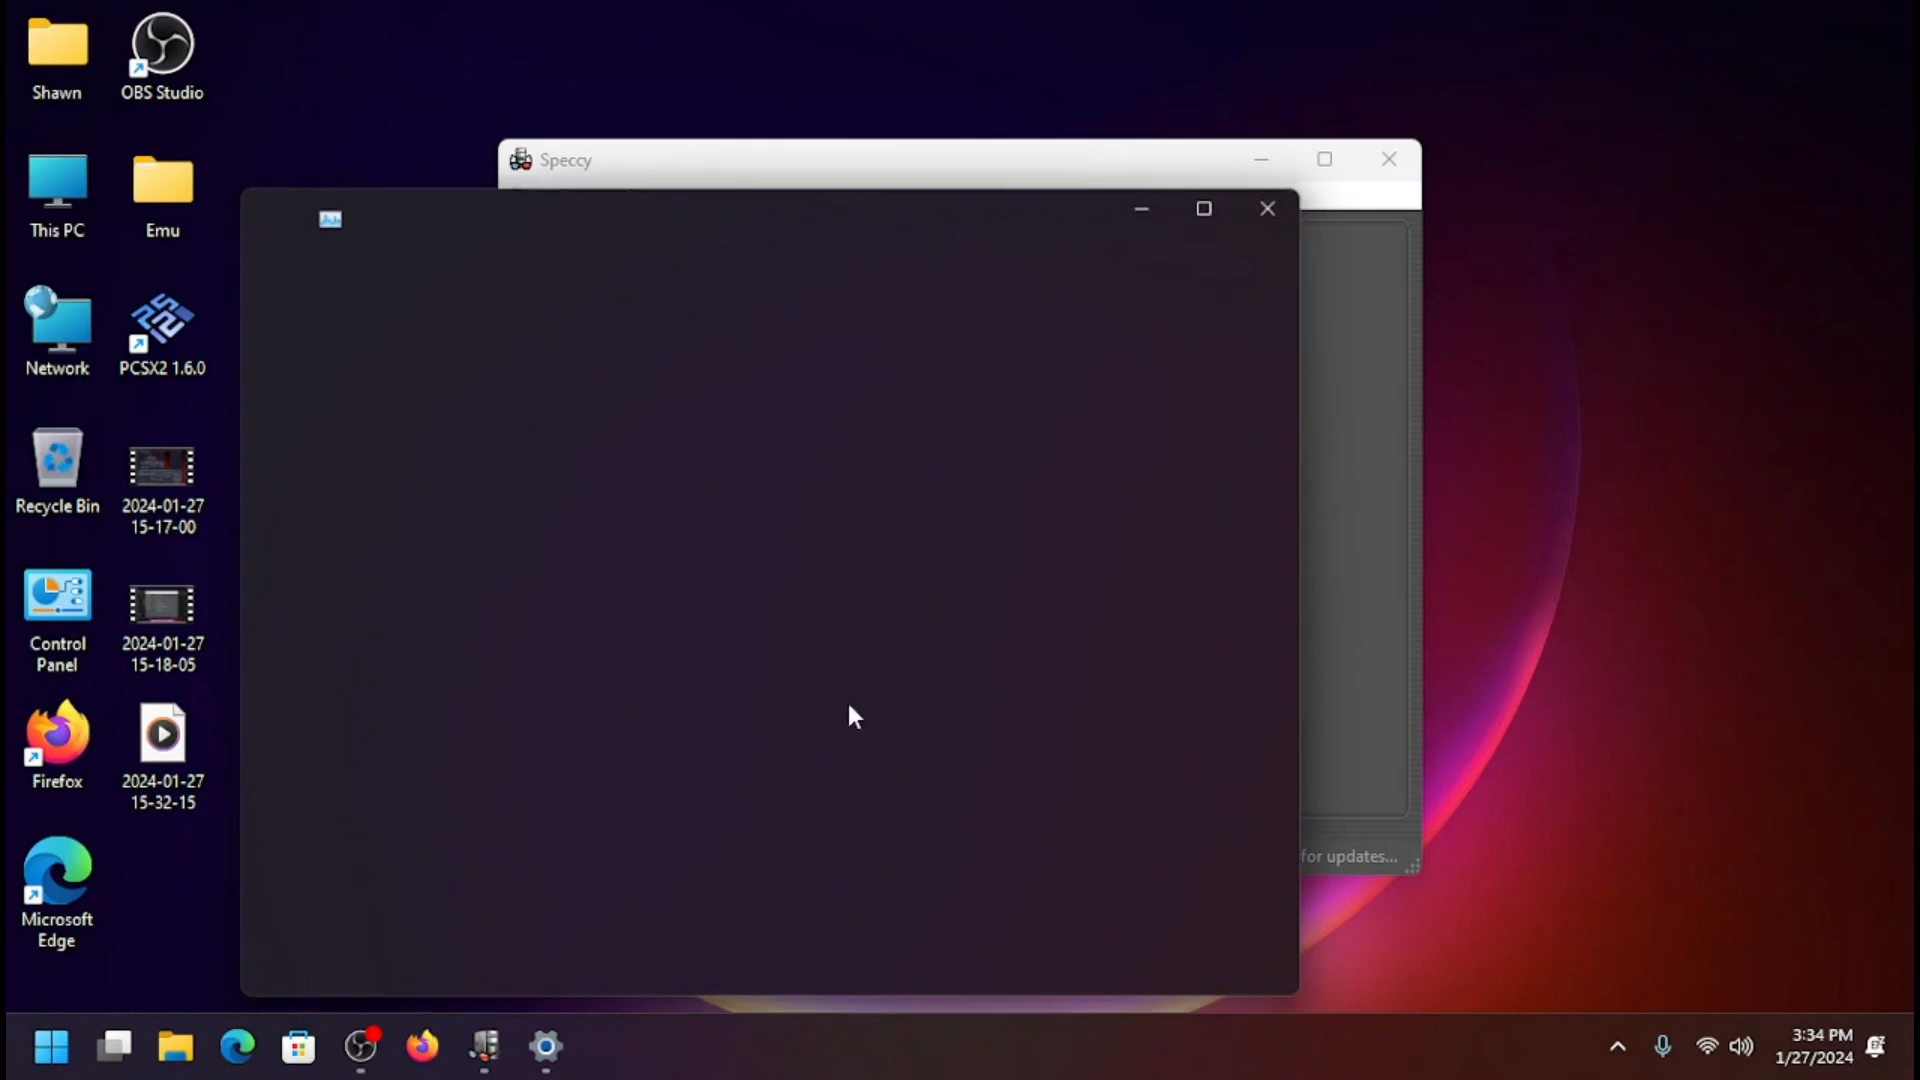 Shawn
OBS Studio
This PC
Emu
Network
PCSX2 1.6.0
Recycle Bin
2024-01-27
15-17-00
Control
Panel
2024-01-27
15-18-05
Firefox
2024-01-27
15-32-15
Microsoft
Edge
Speccy
for updates...
3:34 PM
1/27/2024